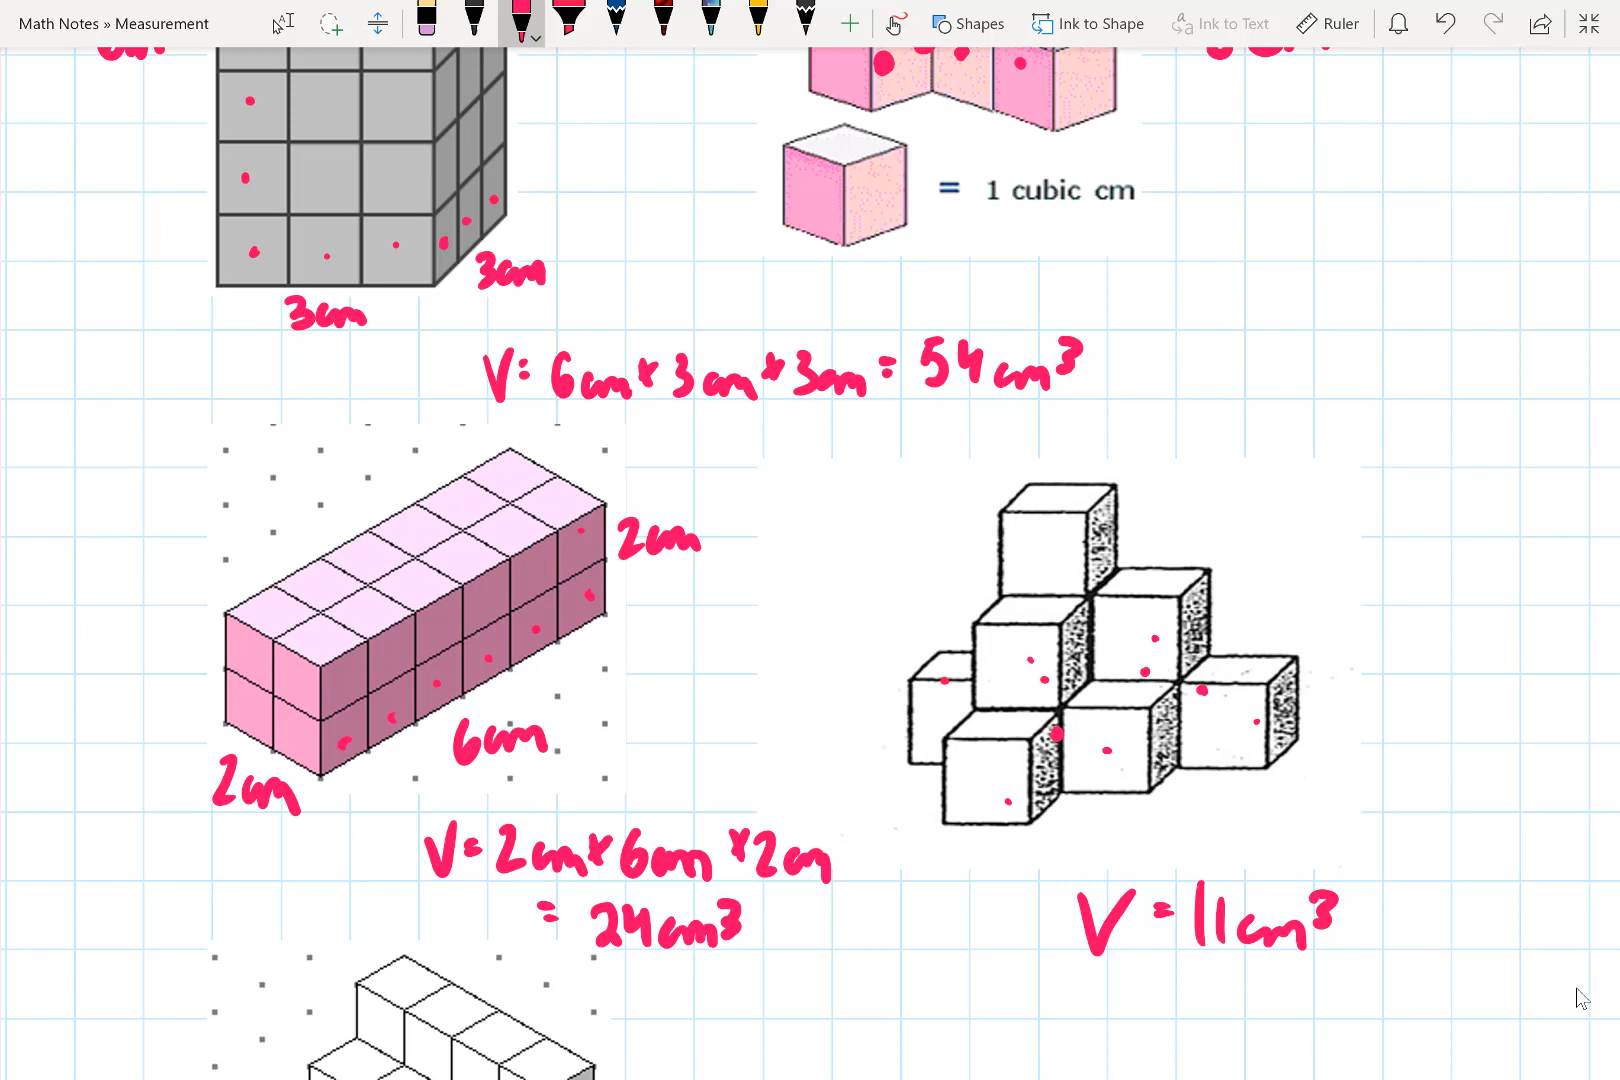 Math Notes » Measurement
Shapes
Ink to Shape
Ink to Text
Ruler
= 1 cubic cm
3cm
3cm
V= 6cm × 3cm × 3cm = 54cm³
2cm
6cm
2cm
V= 2cm × 6cm × 2cm
= 24cm³
V = 11cm³